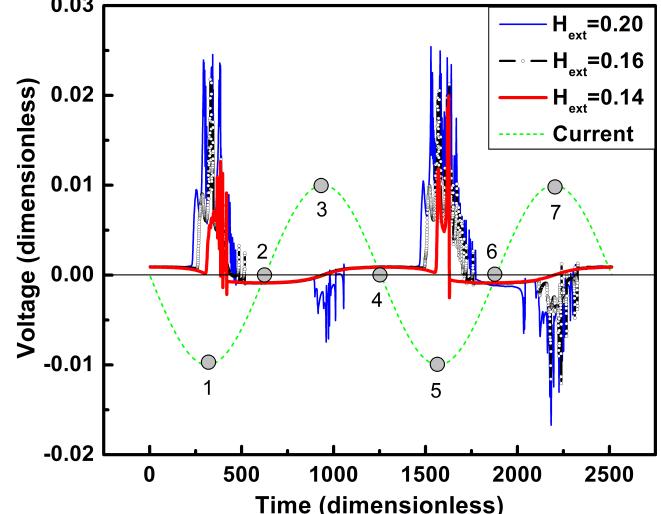 0.03
0.02
0.01
0.00
-0.01
-0.02
Voltage (dimensionless)
H_ext=0.20
H_ext=0.16
H_ext=0.14
Current
1
2
3
4
5
6
7
0 500 1000 1500 2000 2500
Time (dimensionless)